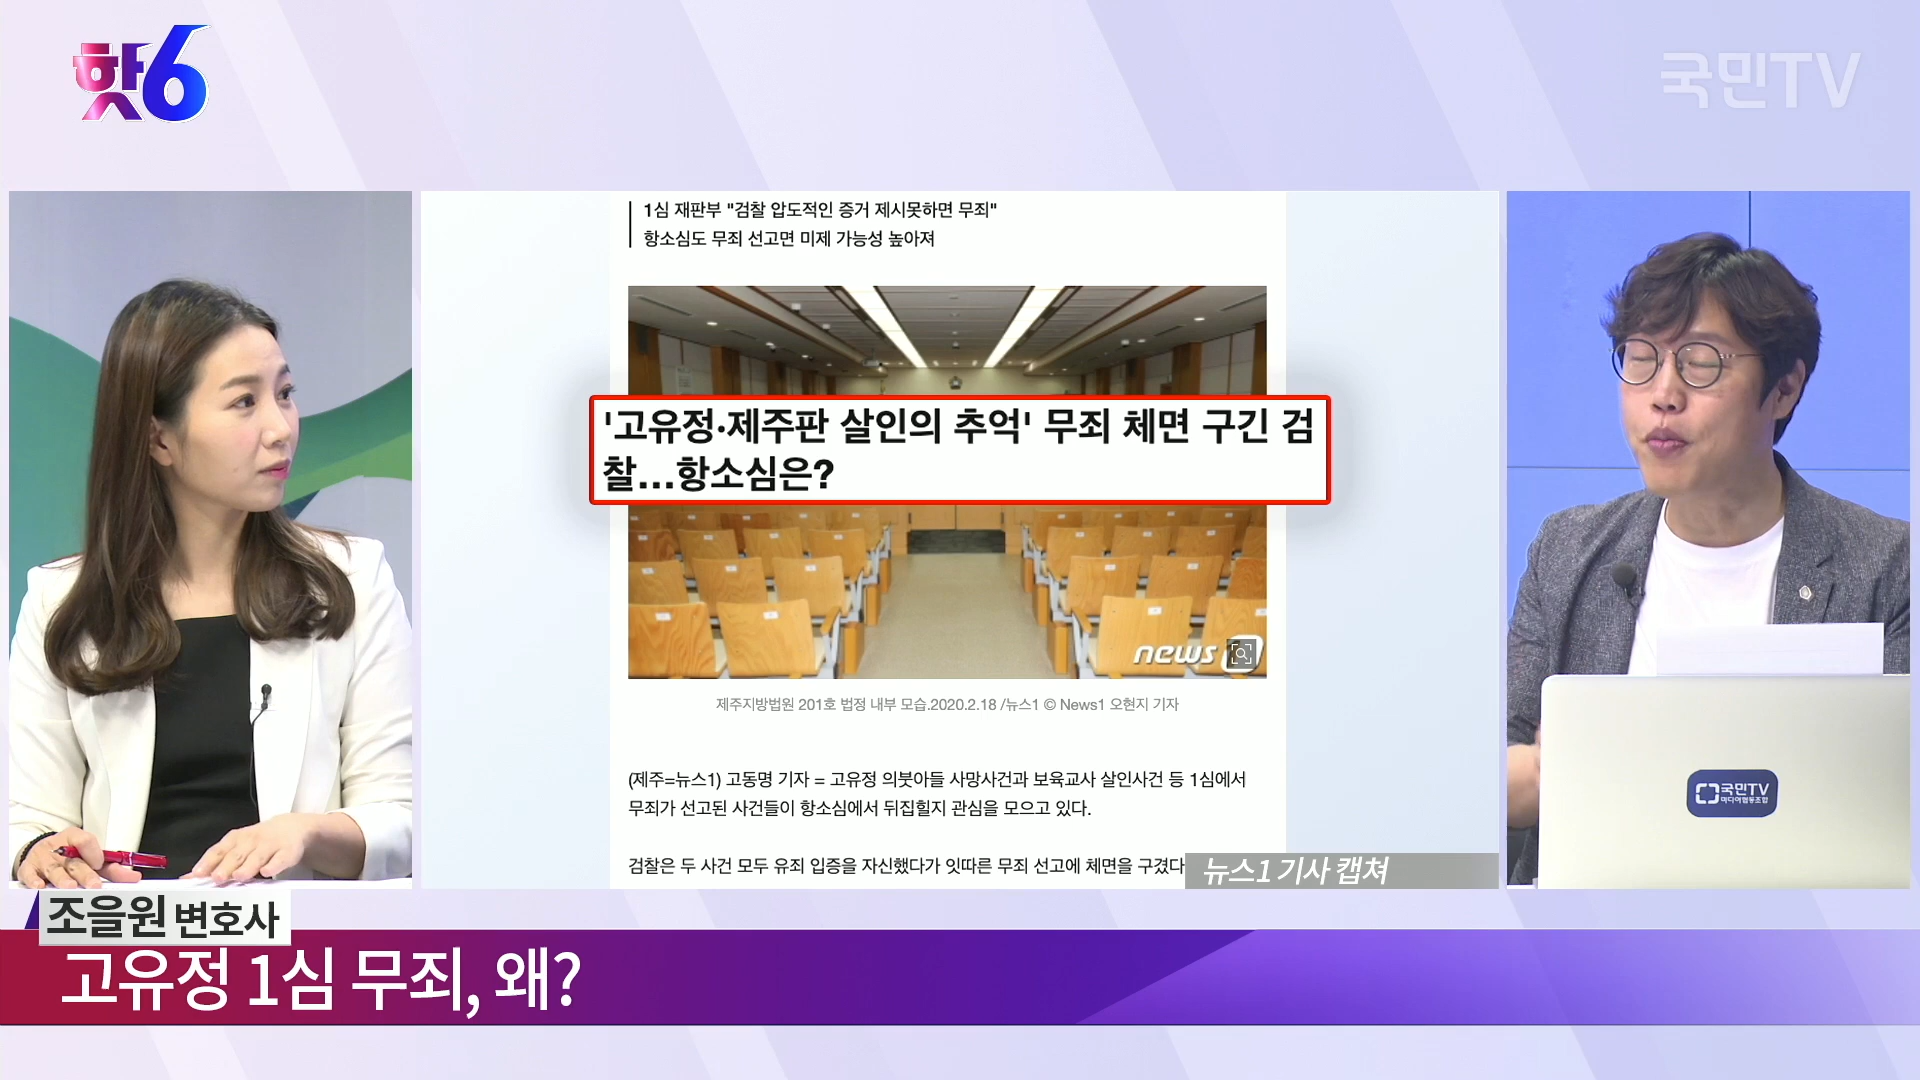 핫6
국민TV
1심 재판부 "검찰 압도적인 증거 제시못하면 무죄"
항소심도 무죄 선고면 미제 가능성 높아져
'고유정·제주판 살인의 추억' 무죄 체면 구긴 검
찰...항소심은?
news1
제주지방법원 201호 법정 내부 모습.2020.2.18 /뉴스1 © News1 오현지 기자
(제주=뉴스1) 고동명 기자 = 고유정 의붓아들 사망사건과 보육교사 살인사건 등 1심에서
무죄가 선고된 사건들이 항소심에서 뒤집힐지 관심을 모으고 있다.
검찰은 두 사건 모두 유죄 입증을 자신했다가 잇따른 무죄 선고에 체면을 구겼다
뉴스1 기사 캡쳐
국민TV
미디어협동조합
조을원 변호사
고유정 1심 무죄, 왜?